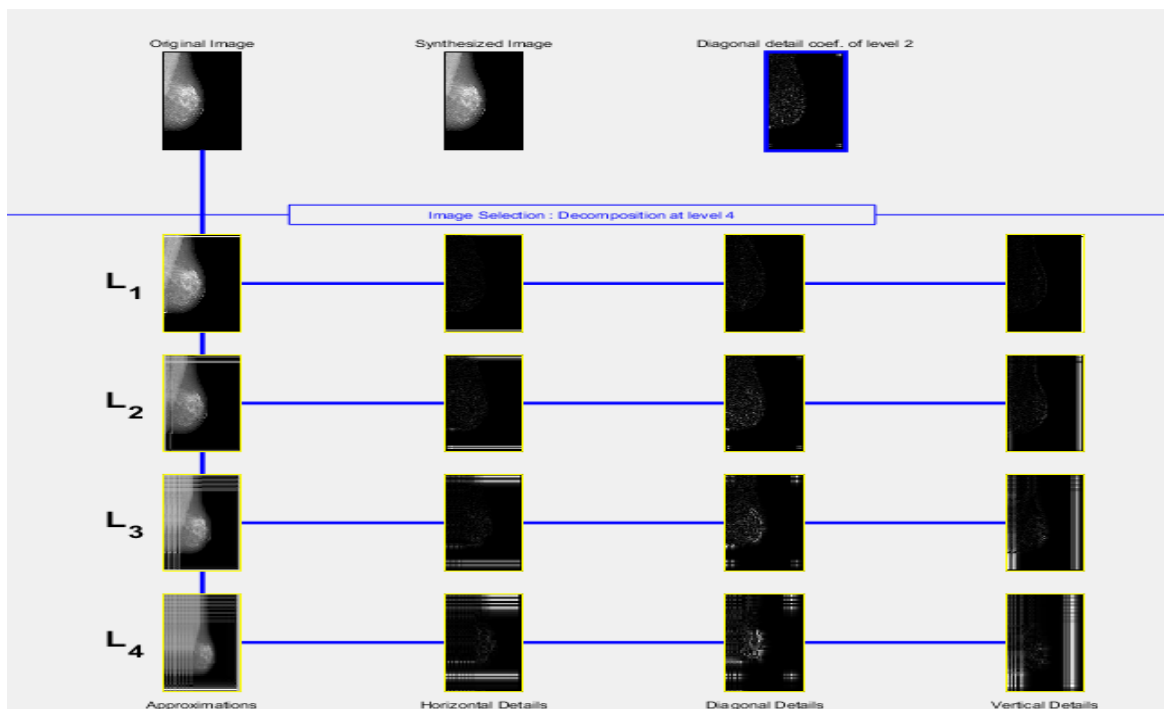 Original Image
Synthesized Image
Diagonal detail coef. of level 2
Image Selection : Decomposition at level 4
L1
L2
L3
L4
Approximations
Horizontal Details
Diagonal Details
Vertical Details